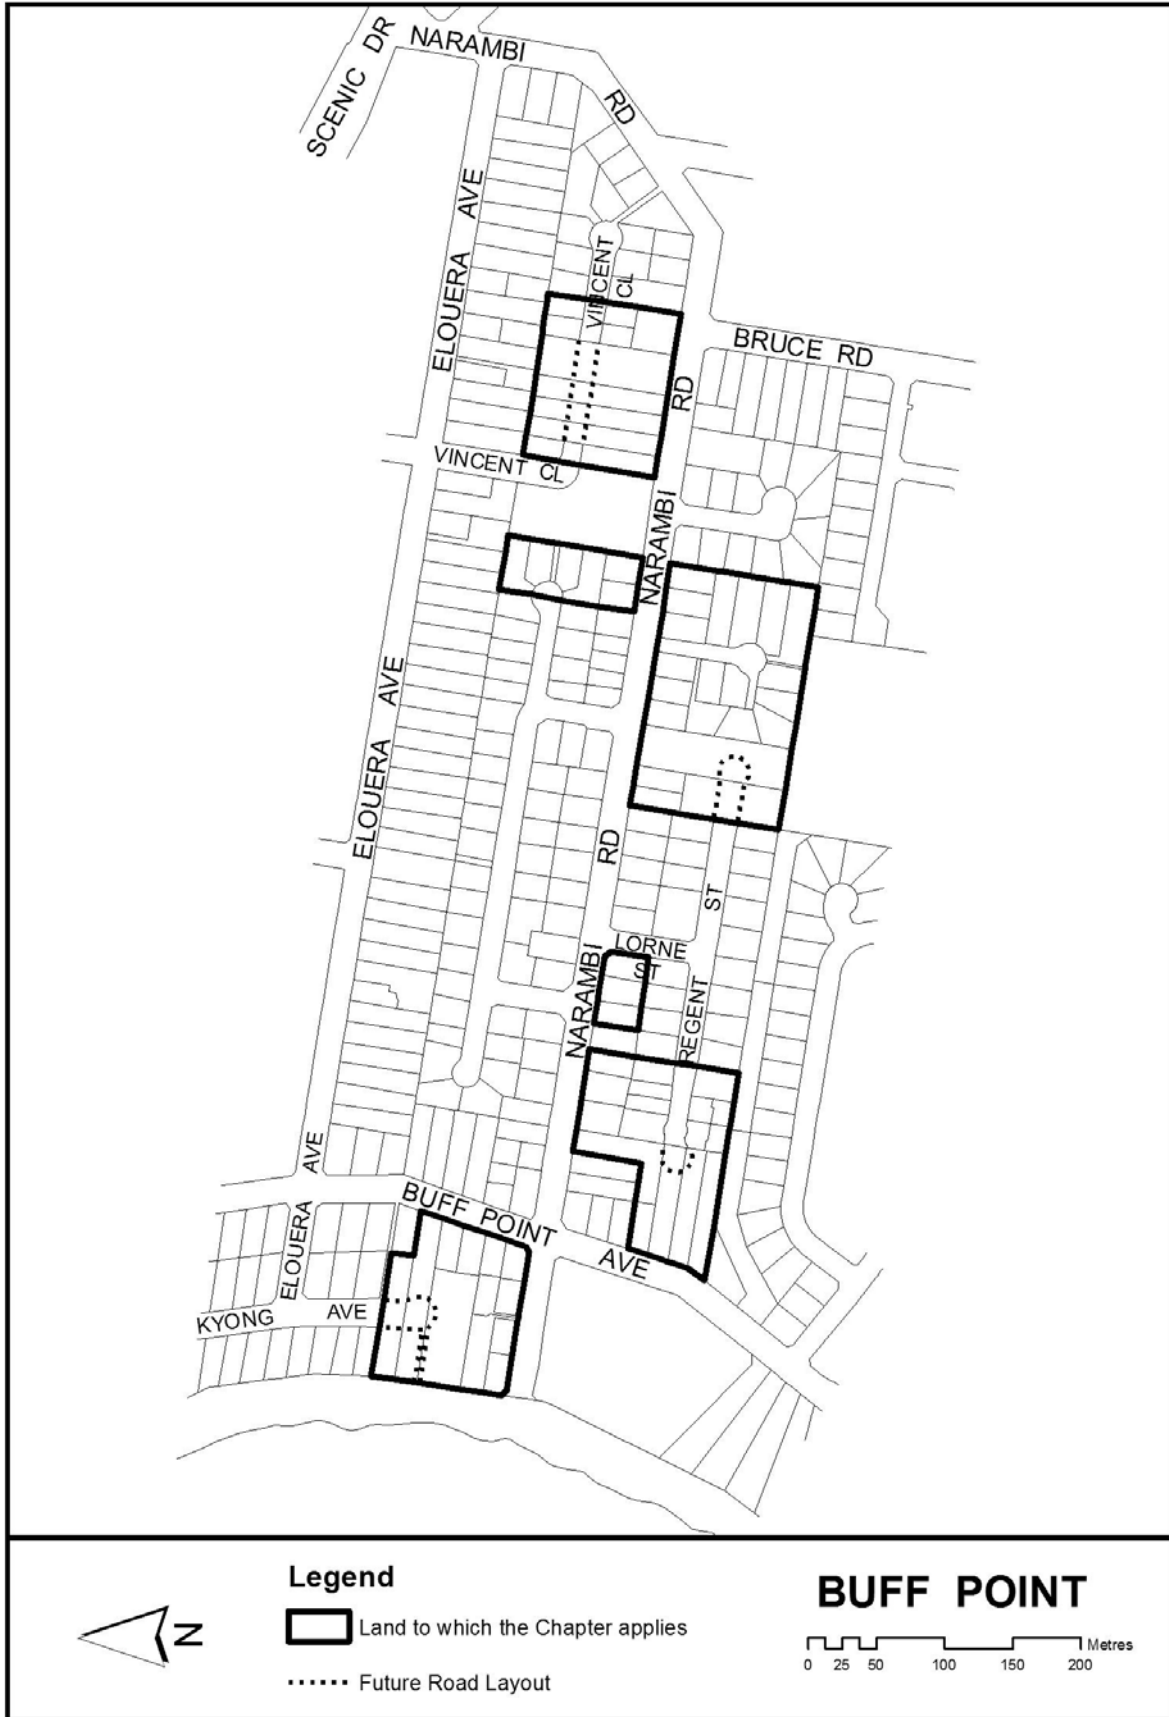 SCENIC DR
NARAMBI
RD
ELOUERA AVE
VINCENT
CL
BRUCE RD
RD
VINCENT CL
NARAMBI
ELOUERA AVE
RD
ST
LORNE
ST
NARAMBI
REGENT
AVE
ELOUERA
BUFF POINT
AVE
KYONG AVE
Legend
Land to which the Chapter applies
Future Road Layout
N
BUFF POINT
Metres
0 25 50 100 150 200